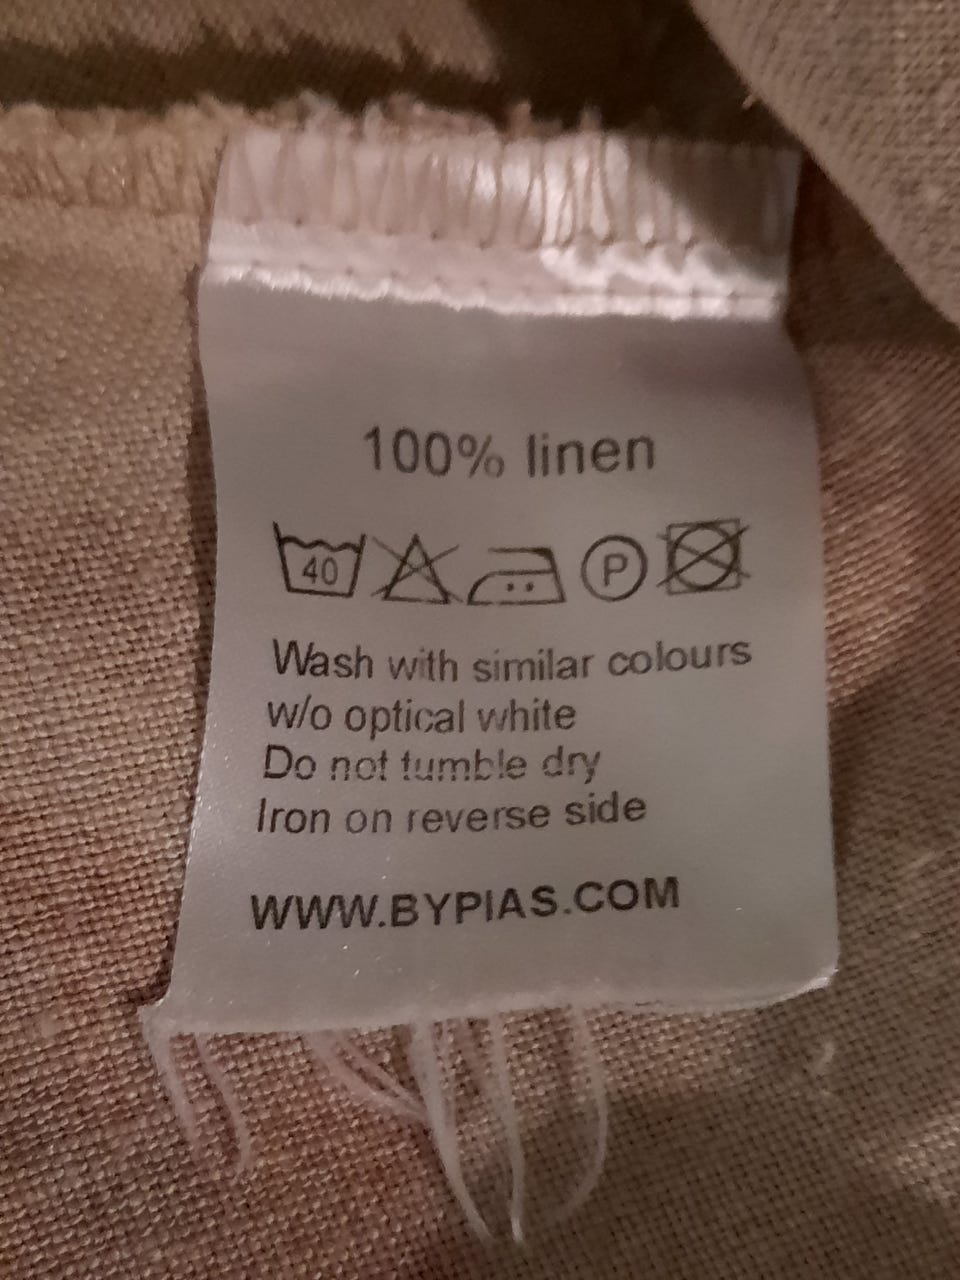 100% linen
40 P
Wash with similar colours
w/o optical white
Do not tumble dry
Iron on reverse side
WWW.BYPIAS.COM